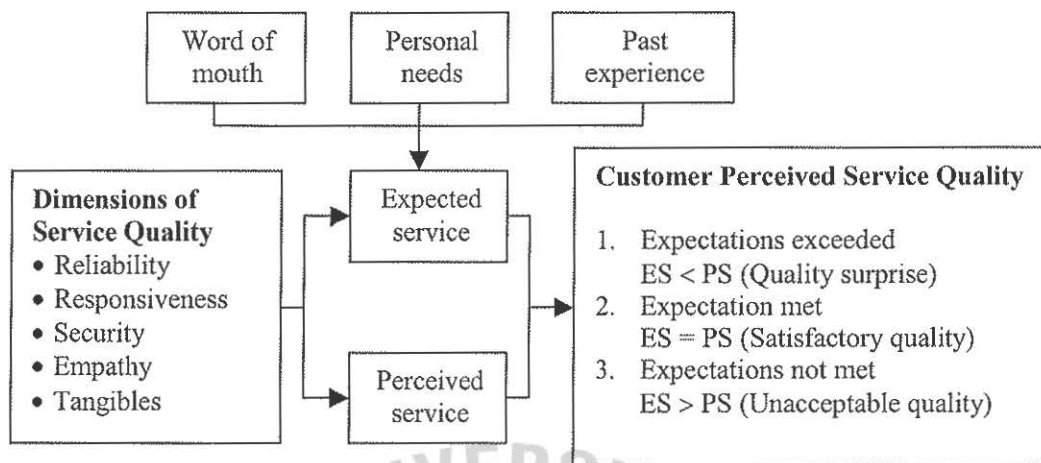 Word of
mouth
Personal
needs
Past
experience
Dimensions of
Service Quality
• Reliability
• Responsiveness
• Security
• Empathy
• Tangibles
Expected
service
Perceived
service
Customer Perceived Service Quality
1. Expectations exceeded
ES < PS (Quality surprise)
2. Expectation met
ES = PS (Satisfactory quality)
3. Expectations not met
ES > PS (Unacceptable quality)